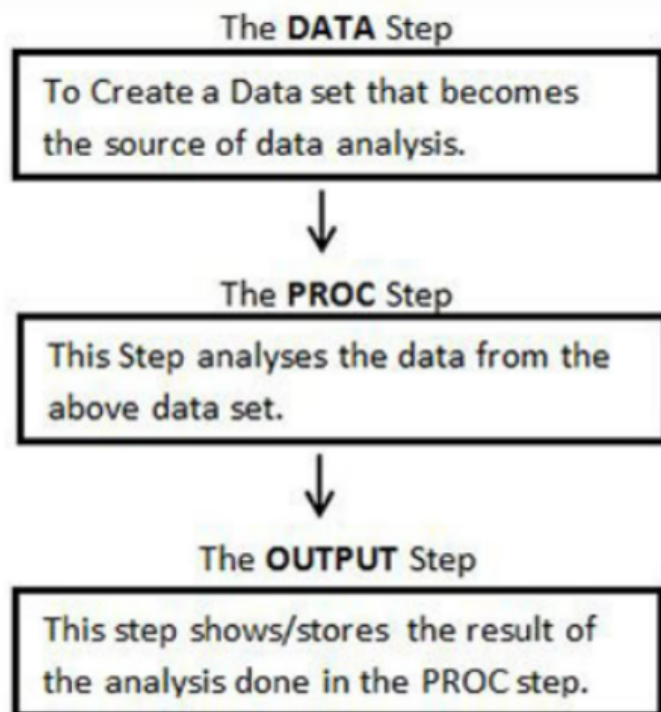 The DATA Step
To Create a Data set that becomes
the source of data analysis.
The PROC Step
This Step analyses the data from the
above data set.
The OUTPUT Step
This step shows/stores the result of
the analysis done in the PROC step.